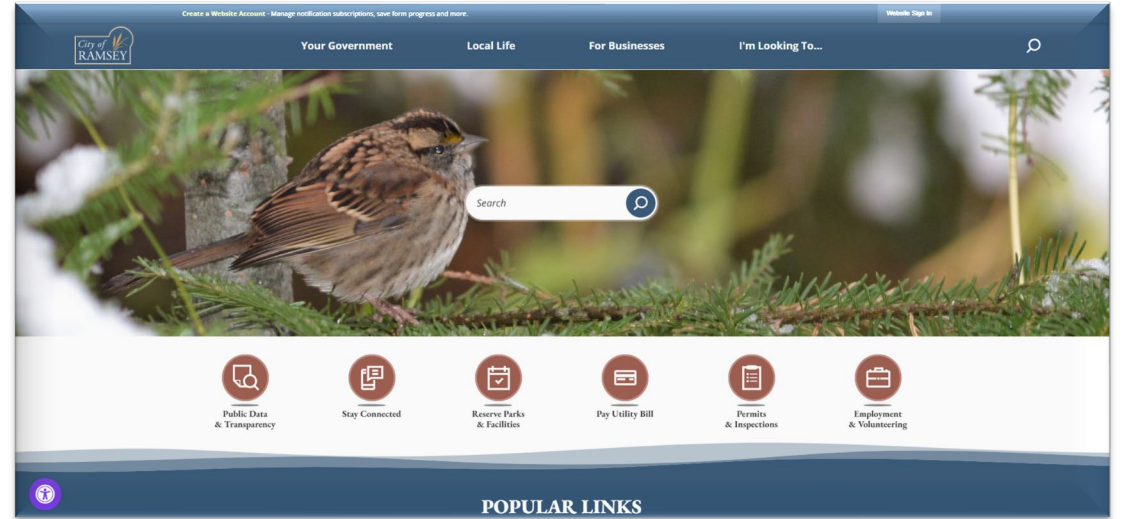 Create a Website Account - Manage notification subscriptions, save form progress and more.
Website Sign In
City of
RAMSEY
Your Government
Local Life
For Businesses
I'm Looking To...
Search
Public Data
& Transparency
Stay Connected
Reserve Parks
& Facilities
Pay Utility Bill
Permits
& Inspections
Employment
& Volunteering
POPULAR LINKS